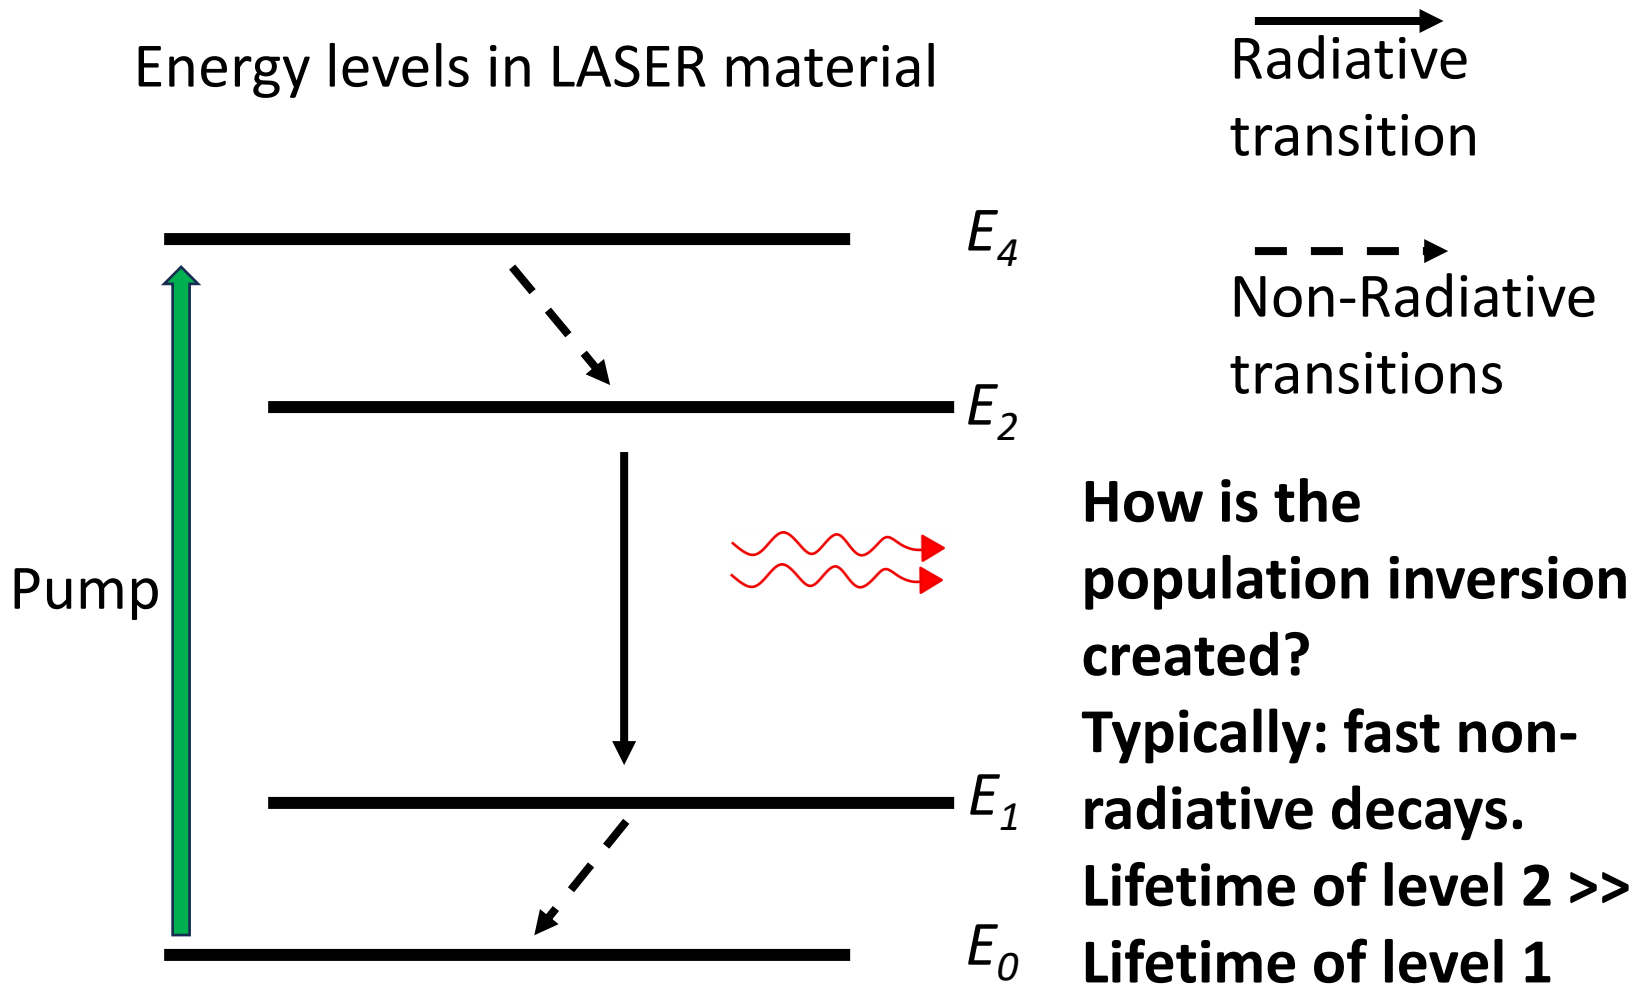 Energy levels in LASER material
Radiative
transition
Non-Radiative
transitions
E4
E2
Pump
E1
E0
How is the
population inversion
created?
Typically: fast non-
radiative decays.
Lifetime of level 2 >>
Lifetime of level 1